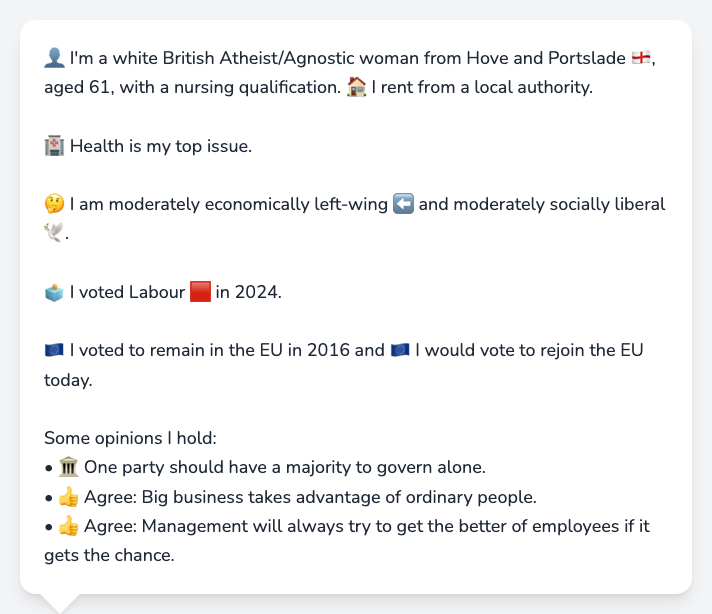 👤 I'm a white British Atheist/Agnostic woman from Hove and Portslade 🏴󠁧󠁢󠁥󠁮󠁧󠁿,
aged 61, with a nursing qualification. 🏠 I rent from a local authority.
🏥 Health is my top issue.
🤔 I am moderately economically left-wing ⬅️ and moderately socially liberal
🕊️.
🗳️ I voted Labour 🟥 in 2024.
🇪🇺 I voted to remain in the EU in 2016 and 🇪🇺 I would vote to rejoin the EU
today.
Some opinions I hold:
• 🏛️ One party should have a majority to govern alone.
• 👍 Agree: Big business takes advantage of ordinary people.
• 👍 Agree: Management will always try to get the better of employees if it
gets the chance.